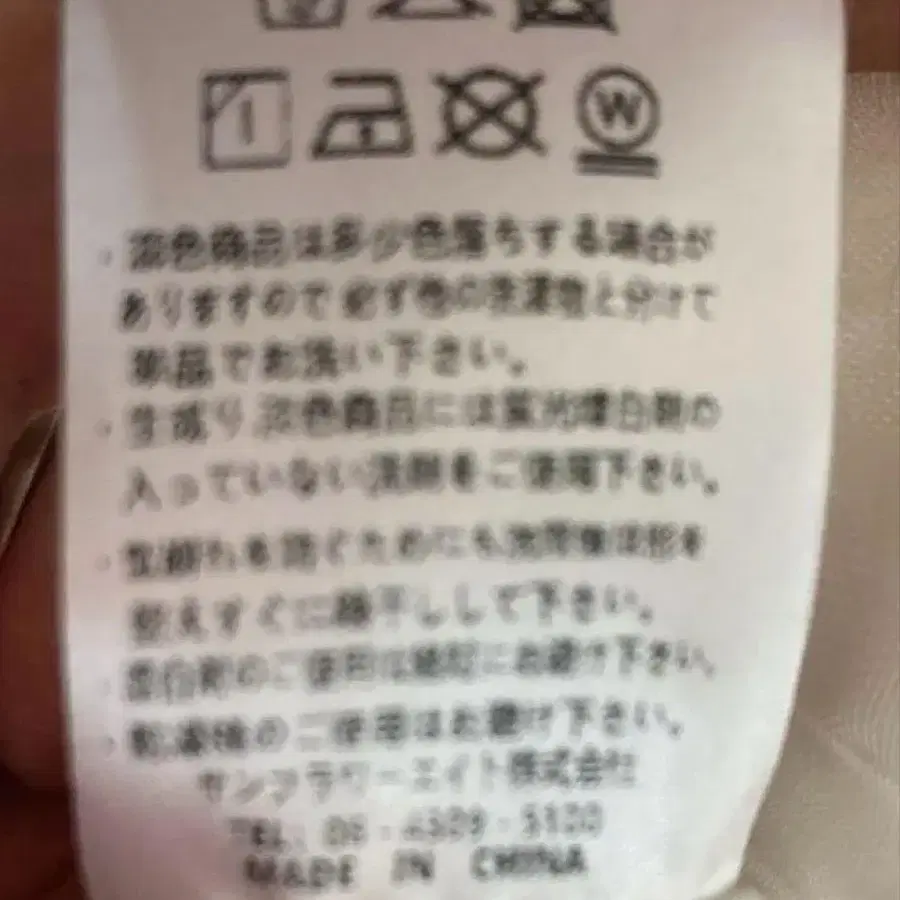 W
・濃色商品は多少色落ちする場合が
ありますので必ず他の洗濯物と分けて
単品でお洗い下さい。
・生成り、淡色商品には蛍光増白剤の
入っていない洗剤をご使用下さい。
・型崩れを防ぐためにも洗濯後は形を
整えすぐに陰干しして下さい。
・漂白剤のご使用は絶対にお避け下さい。
・乾燥機のご使用はお避け下さい。
サンフラワーエイト株式会社
TEL: 06-6309-5120
MADE IN CHINA